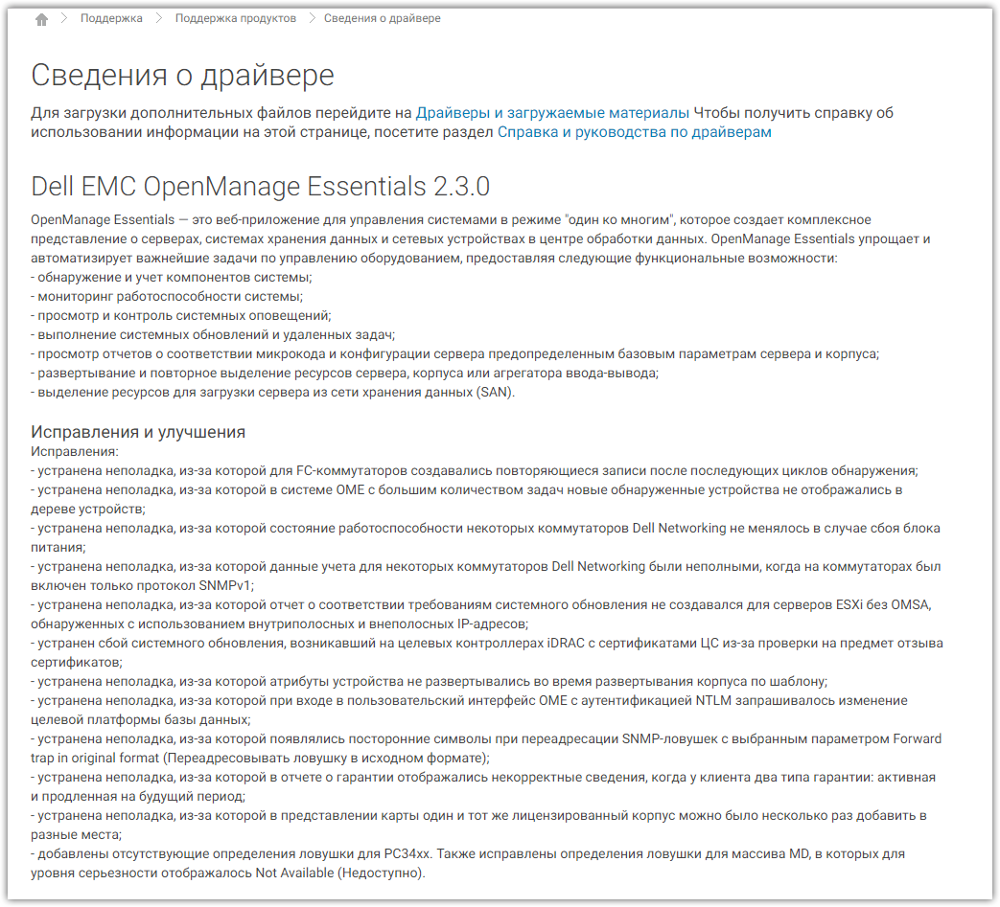 Поддержка Поддержка продуктов Сведения о драйвере
Сведения о драйвере
Для загрузки дополнительных файлов перейдите на Драйверы и загружаемые материалы Чтобы получить справку об
использовании информации на этой странице, посетите раздел Справка и руководства по драйверам
Dell EMC OpenManage Essentials 2.3.0
OpenManage Essentials — это веб-приложение для управления системами в режиме "один ко многим", которое создает комплексное
представление о серверах, системах хранения данных и сетевых устройствах в центре обработки данных. OpenManage Essentials упрощает и
автоматизирует важнейшие задачи по управлению оборудованием, предоставляя следующие функциональные возможности:
- обнаружение и учет компонентов системы;
- мониторинг работоспособности системы;
- просмотр и контроль системных оповещений;
- выполнение системных обновлений и удаленных задач;
- просмотр отчетов о соответствии микрокода и конфигурации сервера предопределенным базовым параметрам сервера и корпуса;
- развертывание и повторное выделение ресурсов сервера, корпуса или агрегатора ввода-вывода;
- выделение ресурсов для загрузки сервера из сети хранения данных (SAN).
Исправления и улучшения
Исправления:
- устранена неполадка, из-за которой для FC-коммутаторов создавались повторяющиеся записи после последующих циклов обнаружения;
- устранена неполадка, из-за которой в системе OME с большим количеством задач новые обнаруженные устройства не отображались в
дереве устройств;
- устранена неполадка, из-за которой состояние работоспособности некоторых коммутаторов Dell Networking не менялось в случае сбоя блока
питания;
- устранена неполадка, из-за которой данные учета для некоторых коммутаторов Dell Networking были неполными, когда на коммутаторах был
включен только протокол SNMPv1;
- устранена неполадка, из-за которой отчет о соответствии требованиям системного обновления не создавался для серверов ESXi без OMSA,
обнаруженных с использованием внутриполосных и внеполосных IP-адресов;
- устранен сбой системного обновления, возникавший на целевых контроллерах iDRAC с сертификатами ЦС из-за проверки на предмет отзыва
сертификатов;
- устранена неполадка, из-за которой атрибуты устройства не развертывались во время развертывания корпуса по шаблону;
- устранена неполадка, из-за которой при входе в пользовательский интерфейс OME с аутентификацией NTLM запрашивалось изменение
целевой платформы базы данных;
- устранена неполадка, из-за которой появлялись посторонние символы при переадресации SNMP-ловушек с выбранным параметром Forward
trap in original format (Переадресовывать ловушку в исходном формате);
- устранена неполадка, из-за которой в отчете о гарантии отображались некорректные сведения, когда у клиента два типа гарантии: активная
и продленная на будущий период;
- устранена неполадка, из-за которой в представлении карты один и тот же лицензированный корпус можно было несколько раз добавить в
разные места;
- добавлены отсутствующие определения ловушки для PC34xx. Также исправлены определения ловушки для массива MD, в которых для
уровня серьезности отображалось Not Available (Недоступно).